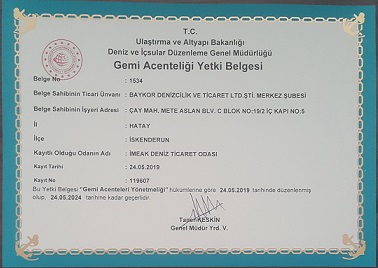 T.C.
Ulaştırma ve Altyapı Bakanlığı
Deniz ve İçsular Düzenleme Genel Müdürlüğü
Gemi Acenteliği Yetki Belgesi
Belge No : 1534
Belge Sahibinin Ticari Ünvanı : BAYKOR DENİZCİLİK VE TİCARET LTD.ŞTİ. MERKEZ ŞUBESİ
Belge Sahibinin İşyeri Adresi : ÇAY MAH. METE ASLAN BLV. C BLOK NO:19/2 İÇ KAPI NO:5
İl : HATAY
İlçe : İSKENDERUN
Kayıtlı Olduğu Odanın Adı : İMEAK DENİZ TİCARET ODASI
Kayıt Tarihi : 24.05.2019
Kayıt No : 119607
Bu Yetki Belgesi "Gemi Acenteleri Yönetmeliği" hükümlerine göre 24.05.2019 tarihinde düzenlenmiş
olup, 24.05.2024 tarihine kadar geçerlidir.
Taner KESKİN
Genel Müdür Yrd. V.